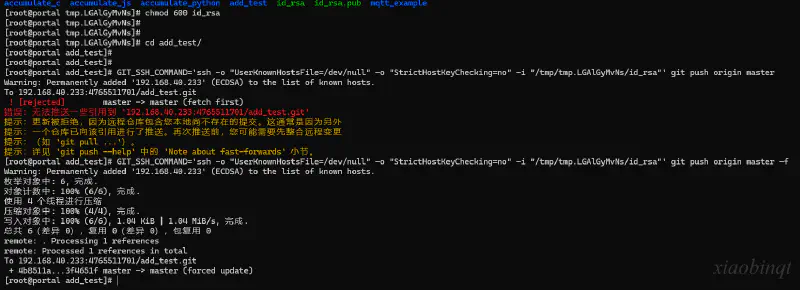 accumulate_c  accumulate_js  accumulate_python  add_test  id_rsa  id_rsa.pub  mqtt_example
[root@portal tmp.LGAlGyMvNs]# chmod 600 id_rsa
[root@portal tmp.LGAlGyMvNs]#
[root@portal tmp.LGAlGyMvNs]#
[root@portal tmp.LGAlGyMvNs]# cd add_test/
[root@portal add_test]#
[root@portal add_test]#
[root@portal add_test]# GIT_SSH_COMMAND='ssh -o "UserKnownHostsFile=/dev/null" -o "StrictHostKeyChecking=no" -i "/tmp/tmp.LGAlGyMvNs/id_rsa"' git push origin master
Warning: Permanently added '192.168.40.233' (ECDSA) to the list of known hosts.
To 192.168.40.233:4765511701/add_test.git
 ! [rejected]        master -> master (fetch first)
错误：无法推送一些引用到 '192.168.40.233:4765511701/add_test.git'
提示：更新被拒绝，因为远程仓库包含您本地尚不存在的提交。这通常是因为另外
提示：一个仓库已向该引用进行了推送。再次推送前，您可能需要先整合远程变更
提示：（如 'git pull ...'）。
提示：详见 'git push --help' 中的 'Note about fast-forwards' 小节。
[root@portal add_test]# GIT_SSH_COMMAND='ssh -o "UserKnownHostsFile=/dev/null" -o "StrictHostKeyChecking=no" -i "/tmp/tmp.LGAlGyMvNs/id_rsa"' git push origin master -f
Warning: Permanently added '192.168.40.233' (ECDSA) to the list of known hosts.
枚举对象中: 6, 完成.
对象计数中: 100% (6/6), 完成.
使用 4 个线程进行压缩
压缩对象中: 100% (4/4), 完成.
写入对象中: 100% (6/6), 1.04 KiB | 1.04 MiB/s, 完成.
总共 6（差异 0），复用 0（差异 0），包复用 0
remote: . Processing 1 references
remote: Processed 1 references in total
To 192.168.40.233:4765511701/add_test.git
 + 4b8511a...3f4651f master -> master (forced update)
[root@portal add_test]#
xiaobinqt